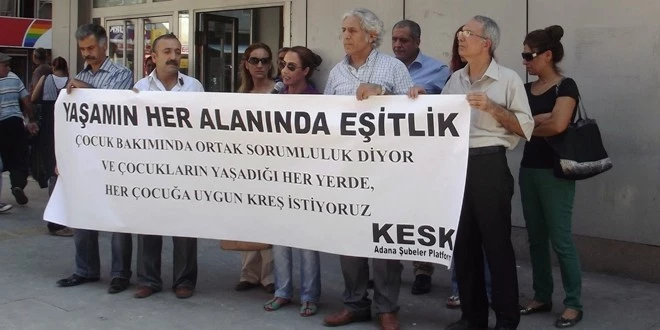 YAŞAMIN HER ALANINDA EŞİTLİK
ÇOCUK BAKIMINDA ORTAK SORUMLULUK DİYOR
VE ÇOCUKLARIN YAŞADIĞI HER YERDE,
HER ÇOCUĞA UYGUN KREŞ İSTİYORUZ
KESK
Adana Şubeler Platform